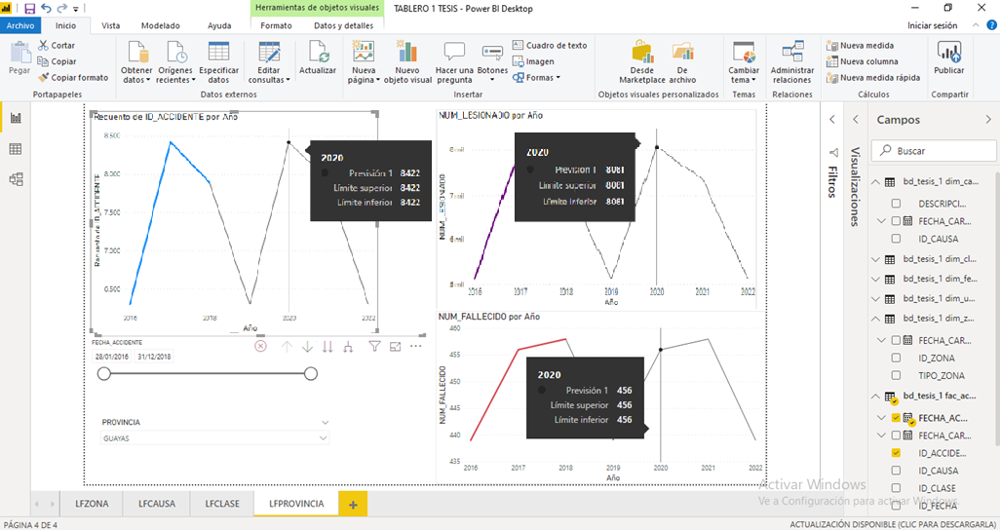 Herramientas de objetos visuales
TABLERO 1 TESIS - Power BI Desktop
Archivo
Inicio
Vista
Modelado
Ayuda
Formato
Datos y detalles
Iniciar sesión
Pegar
Cortar
Copiar
Copiar formato
Portapapeles
Obtener datos
Orígenes recientes
Especificar datos
Editar consultas
Actualizar
Datos externos
Nueva página
Nuevo objeto visual
Hacer una pregunta
Botones
Cuadro de texto
Imagen
Formas
Insertar
Desde Marketplace
De archivo
Objetos visuales personalizados
Cambiar tema
Temas
Administrar relaciones
Relaciones
Nueva medida
Nueva columna
Nueva medida rápida
Cálculos
Publicar
Compartir
Recuento de ID_ACCIDENTE por Año
Recuento de ID_ACCIDENTE
8.500
8.000
7.500
7.000
6.500
2016
2018
2020
2022
Año
2020
Previsión 1 8422
Límite superior 8422
Límite inferior 8422
NUM_LESIONADO por Año
2016
2017
2018
2019
2020
2021
2022
Año
2020
Previsión 1 8081
Límite superior 8081
Límite inferior 8081
FECHA_ACCIDENTE
28/01/2016
31/12/2018
PROVINCIA
GUAYAS
NUM_FALLECIDO por Año
NUM_FALLECIDO
460
455
450
445
440
435
2016
2017
2018
2019
2020
2021
2022
Año
2020
Previsión 1 456
Límite superior 456
Límite inferior 456
Filtros
Visualizaciones
Campos
Buscar
bd_tesis_1 dim_ca...
DESCRIPCI...
FECHA_CAR...
ID_CAUSA
bd_tesis_1 dim_cl...
bd_tesis_1 dim_fe...
bd_tesis_1 dim_u...
bd_tesis_1 dim_z...
FECHA_CAR...
ID_ZONA
TIPO_ZONA
bd_tesis_1 fac_ac...
FECHA_AC...
FECHA_CAR...
ID_ACCIDE...
ID_CAUSA
ID_CLASE
ID_FECHA
Activar Windows
Ve a Configuración para activar Windows.
LFZONA
LFCAUSA
LFCLASE
LFPROVINCIA
PÁGINA 4 DE 4
ACTUALIZACIÓN DISPONIBLE (CLIC PARA DESCARGARLA)